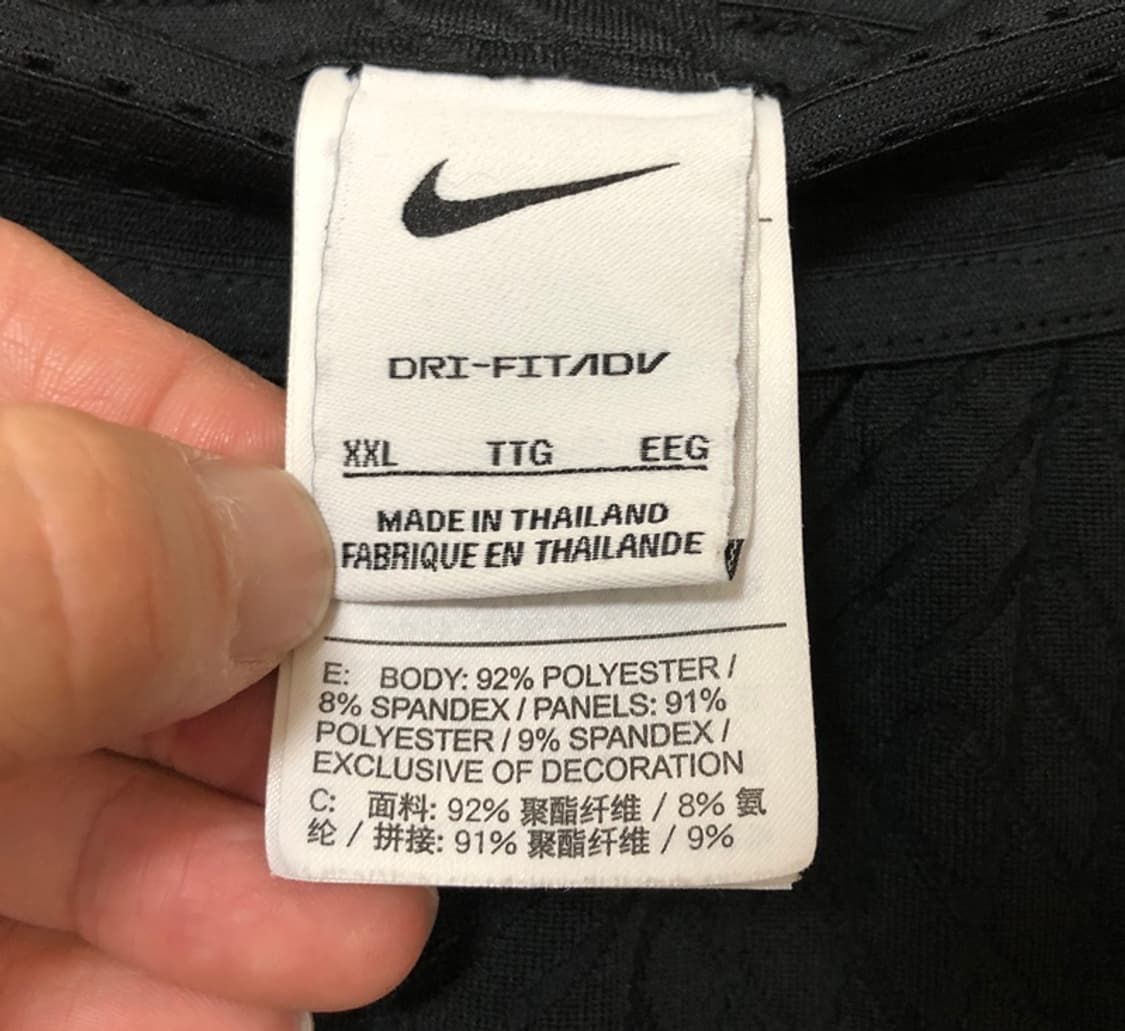 DRI-FIT ADV
XXL TTG EEG
MADE IN THAILAND
FABRIQUE EN THAILANDE
E: BODY: 92% POLYESTER /
8% SPANDEX / PANELS: 91%
POLYESTER / 9% SPANDEX /
EXCLUSIVE OF DECORATION
C: 面料: 92% 聚酯纤维 / 8% 氨
纶 / 拼接: 91% 聚酯纤维 / 9%